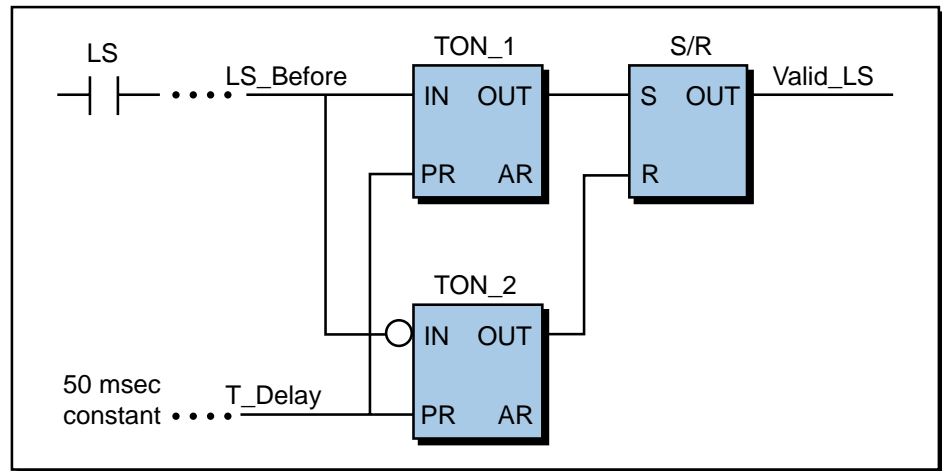 LS
LS_Before
TON_1
IN OUT
PR AR
S/R
S OUT
R
Valid_LS
TON_2
IN OUT
PR AR
50 msec
constant
T_Delay